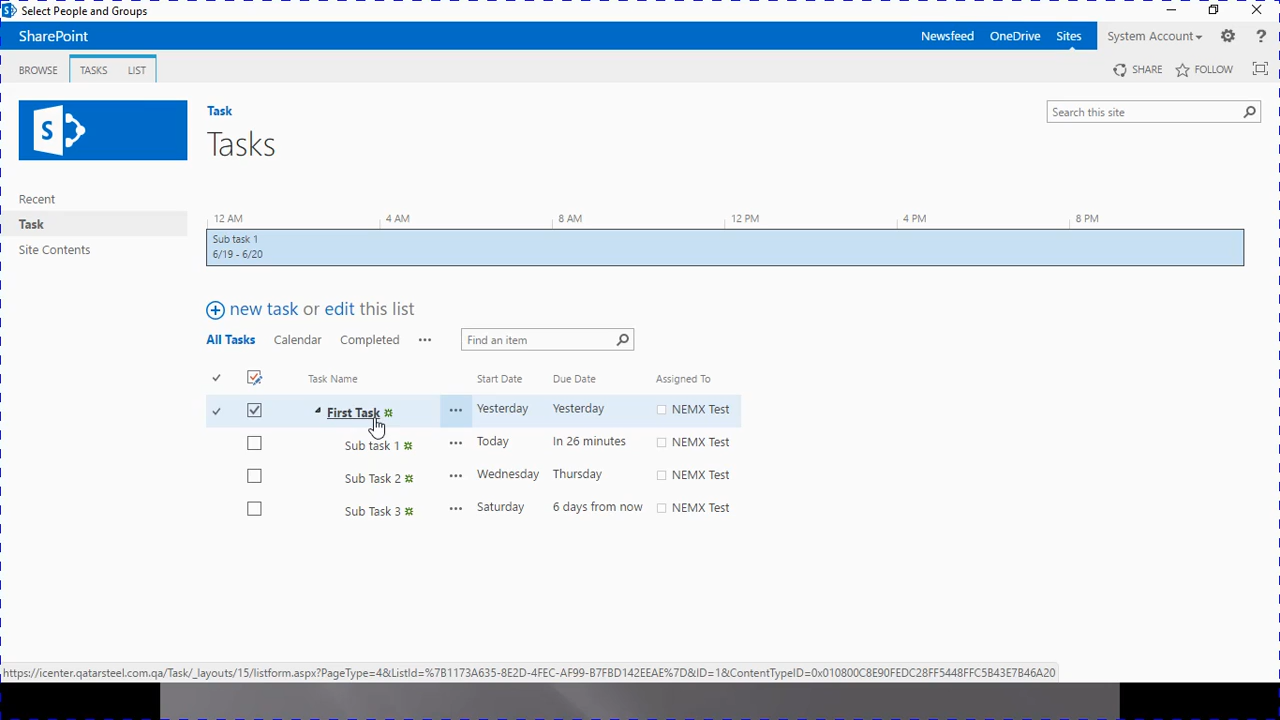 Select People and Groups
SharePoint
Newsfeed OneDrive Sites System Account ?
BROWSE TASKS LIST SHARE FOLLOW
S
Task
Search this site
Tasks
Recent
Task
Site Contents
12 AM 4 AM 8 AM 12 PM 4 PM 8 PM
Sub task 1
6/19 - 6/20
new task or edit this list
All Tasks Calendar Completed ... Find an item
Task Name Start Date Due Date Assigned To
First Task ... Yesterday Yesterday NEMX Test
Sub task 1 ... Today In 26 minutes NEMX Test
Sub Task 2 ... Wednesday Thursday NEMX Test
Sub Task 3 ... Saturday 6 days from now NEMX Test
https://icenter.qatarsteel.com.qa/Task/_layouts/15/listform.aspx?PageType=4&ListId=%7B1173A635-8E2D-4FEC-AF99-B7FBD142EEAE%7D&ID=1&ContentTypeID=0x010800C8E90FEDC28FF5448FFC5B43E7B46A20